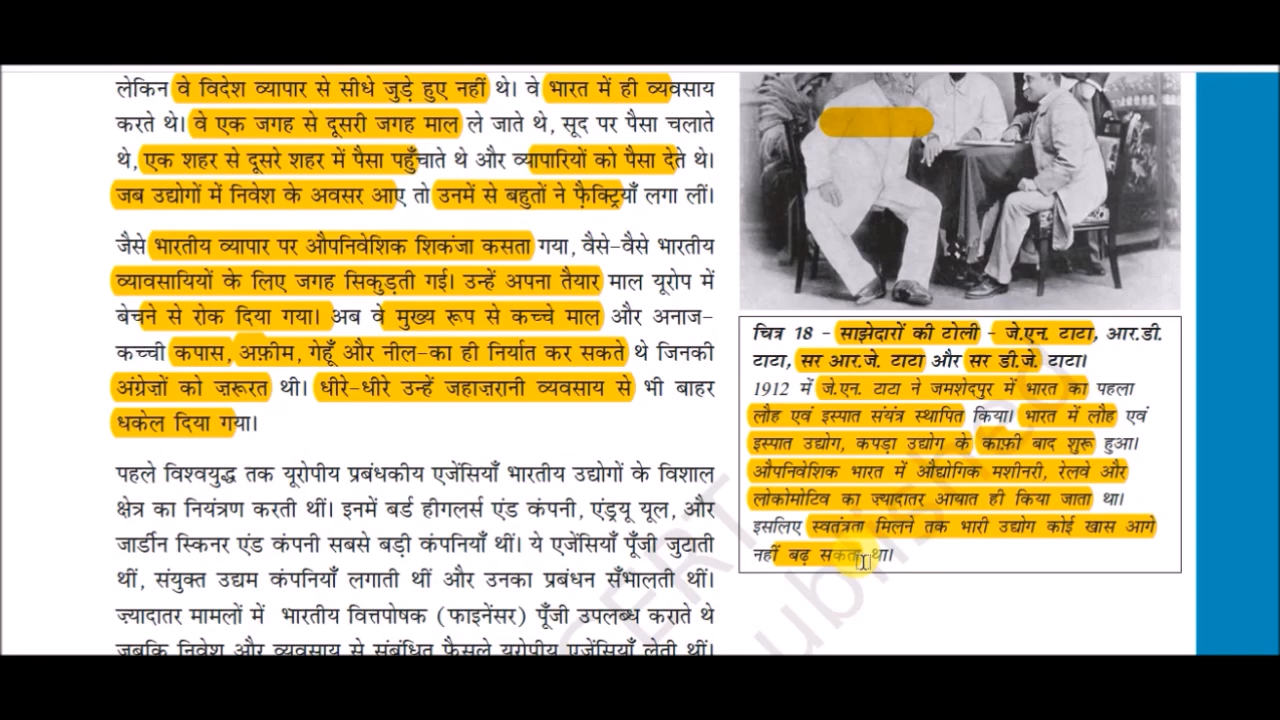 लेकिन वे विदेश व्यापार से सीधे जुड़े हुए नहीं थे। वे भारत में ही व्यवसाय
करते थे। वे एक जगह से दूसरी जगह माल ले जाते थे, सूद पर पैसा चलाते
थे, एक शहर से दूसरे शहर में पैसा पहुँचाते थे और व्यापारियों को पैसा देते थे।
जब उद्योगों में निवेश के अवसर आए तो उनमें से बहुतों ने फ़ैक्ट्रियाँ लगा लीं।
जैसे भारतीय व्यापार पर औपनिवेशिक शिकंजा कसता गया, वैसे-वैसे भारतीय
व्यावसायियों के लिए जगह सिकुड़ती गई। उन्हें अपना तैयार माल यूरोप में
बेचने से रोक दिया गया। अब वे मुख्य रूप से कच्चे माल और अनाज-
कच्ची कपास, अफ़ीम, गेहूँ और नील-का ही निर्यात कर सकते थे जिनकी
अंग्रेज़ों को ज़रूरत थी। धीरे-धीरे उन्हें जहाज़रानी व्यवसाय से भी बाहर
धकेल दिया गया।
पहले विश्वयुद्ध तक यूरोपीय प्रबंधकीय एजेंसियाँ भारतीय उद्योगों के विशाल
क्षेत्र का नियंत्रण करती थीं। इनमें बर्ड हीगलर्स एंड कंपनी, एंड्रयू यूल, और
जार्डीन स्किनर एंड कंपनी सबसे बड़ी कंपनियाँ थीं। ये एजेंसियाँ पूँजी जुटाती
थीं, संयुक्त उद्यम कंपनियाँ लगाती थीं और उनका प्रबंधन सँभालती थीं।
ज़्यादातर मामलों में भारतीय वित्तपोषक (फाइनेंसर) पूँजी उपलब्ध कराते थे
जबकि निवेश और व्यवसाय से संबंधित फ़ैसले यूरोपीय एजेंसियाँ लेती थीं।
चित्र 18 - साझेदारों की टोली - जे.एन. टाटा, आर.डी.
टाटा, सर आर.जे. टाटा और सर डी.जे. टाटा।
1912 में जे.एन. टाटा ने जमशेदपुर में भारत का पहला
लौह एवं इस्पात संयंत्र स्थापित किया। भारत में लौह एवं
इस्पात उद्योग, कपड़ा उद्योग के काफ़ी बाद शुरू हुआ।
औपनिवेशिक भारत में औद्योगिक मशीनरी, रेलवे और
लोकोमोटिव का ज़्यादातर आयात ही किया जाता था।
इसलिए स्वतंत्रता मिलने तक भारी उद्योग कोई खास आगे
नहीं बढ़ सकता था।